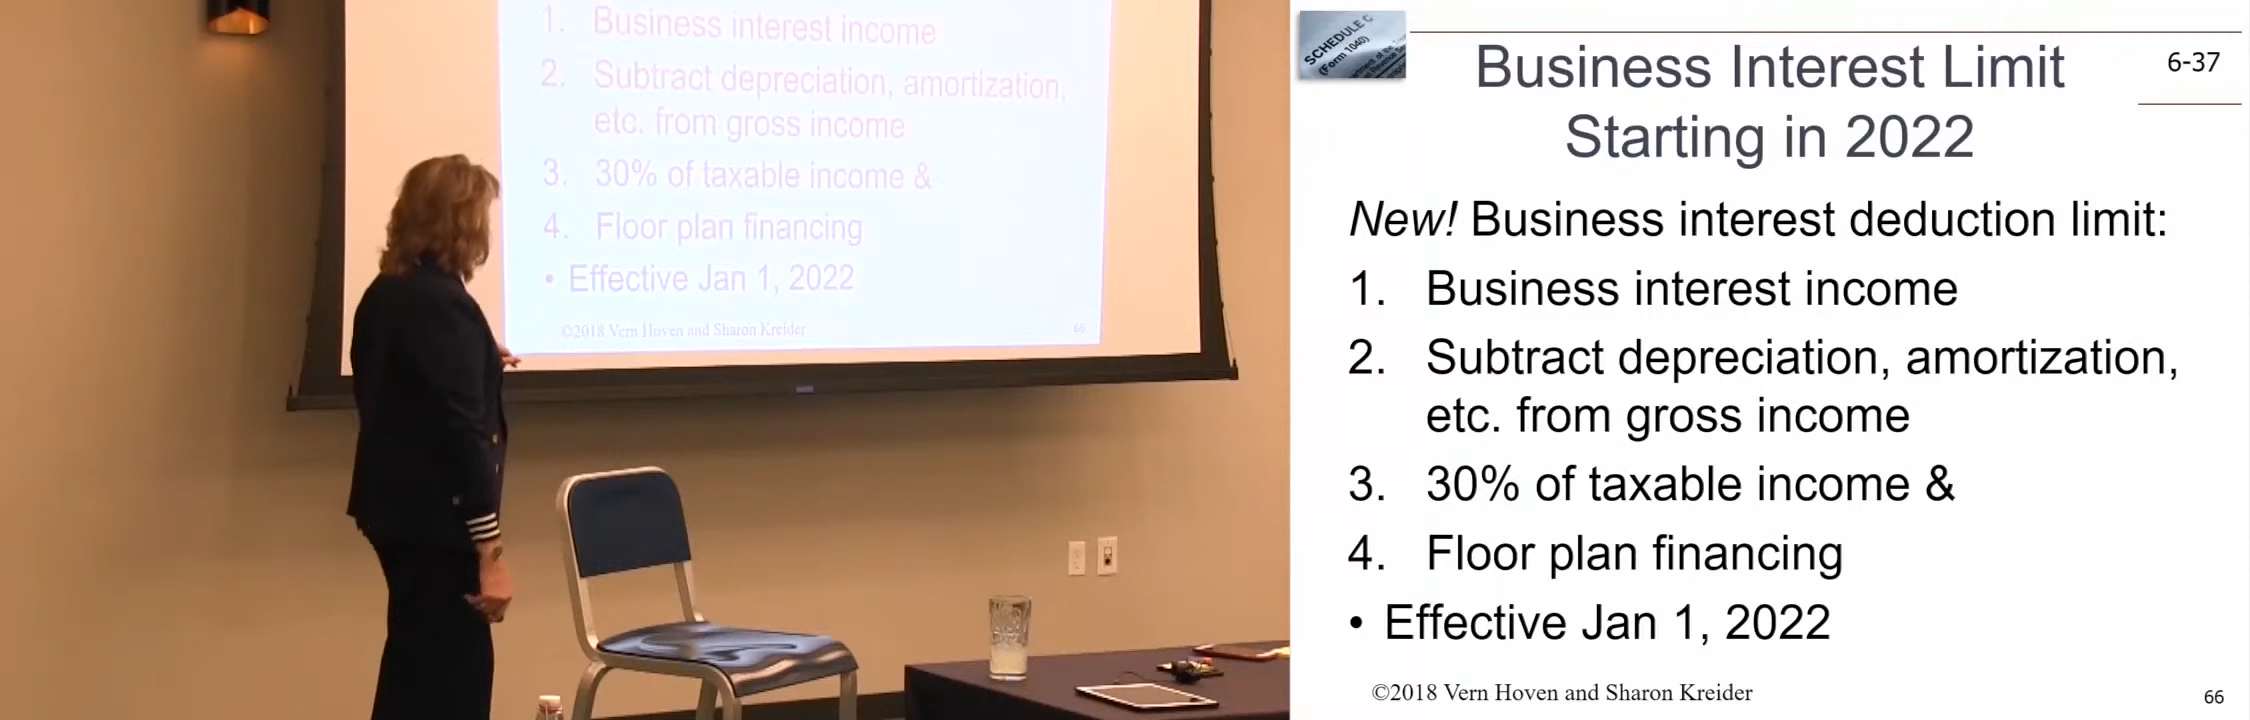 1. Business interest income
2. Subtract depreciation, amortization,
etc. from gross income
3. 30% of taxable income &
4. Floor plan financing
• Effective Jan 1, 2022
©2018 Vern Hoven and Sharon Kreider
66
SCHEDULE C
(Form 1040)
Business Interest Limit
Starting in 2022
6-37
New! Business interest deduction limit:
1. Business interest income
2. Subtract depreciation, amortization,
etc. from gross income
3. 30% of taxable income &
4. Floor plan financing
• Effective Jan 1, 2022
©2018 Vern Hoven and Sharon Kreider
66